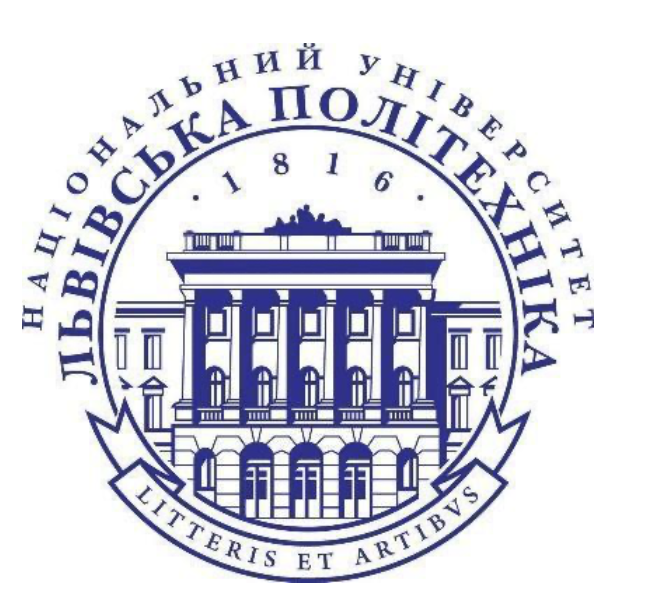 НАЦІОНАЛЬНИЙ УНІВЕРСИТЕТ
ЛЬВІВСЬКА ПОЛІТЕХНІКА
· 1816 ·
LITTERIS ET ARTIBVS